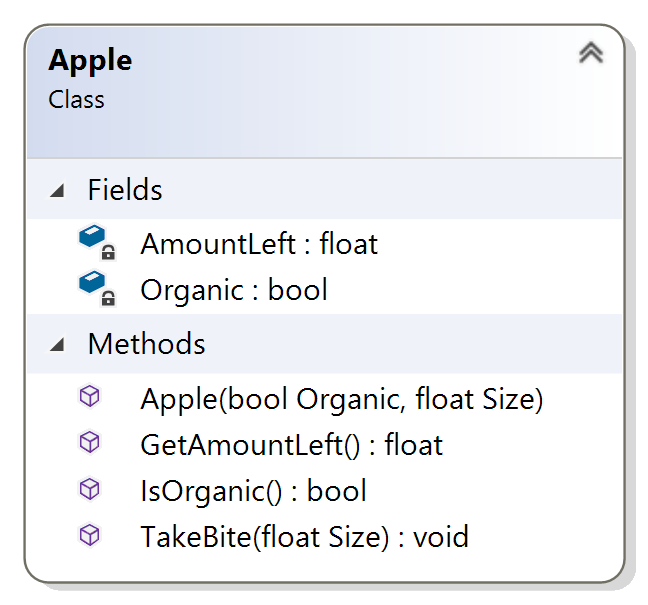 Apple
Class
Fields
AmountLeft : float
Organic : bool
Methods
Apple(bool Organic, float Size)
GetAmountLeft() : float
IsOrganic() : bool
TakeBite(float Size) : void